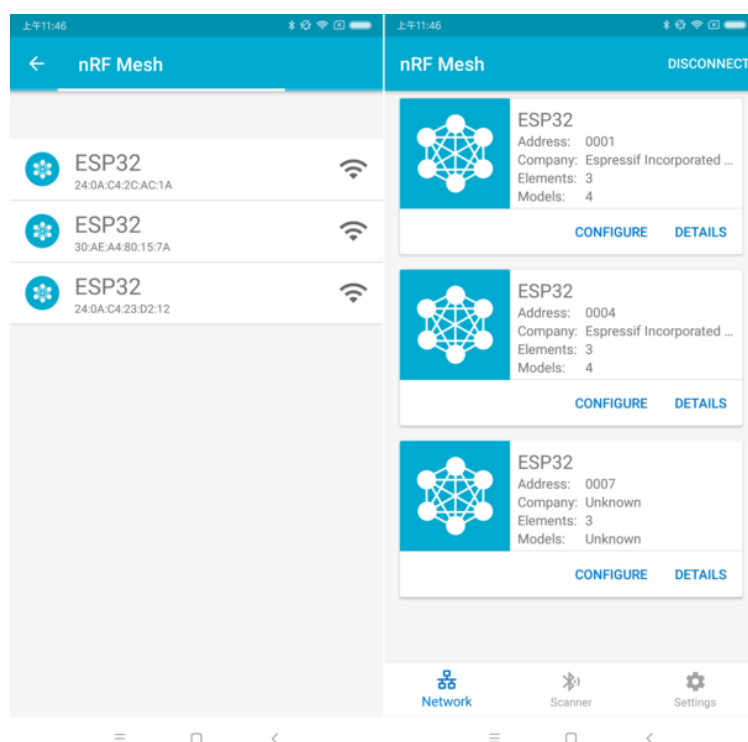 上午11:46
nRF Mesh
ESP32
24:0A:C4:2C:AC:1A
ESP32
30:AE:A4:80:15:7A
ESP32
24:0A:C4:23:D2:12
上午11:46
nRF Mesh DISCONNECT
ESP32
Address: 0001
Company: Espressif Incorporated ...
Elements: 3
Models: 4
CONFIGURE DETAILS
ESP32
Address: 0004
Company: Espressif Incorporated ...
Elements: 3
Models: 4
CONFIGURE DETAILS
ESP32
Address: 0007
Company: Unknown
Elements: 3
Models: Unknown
CONFIGURE DETAILS
Network Scanner Settings